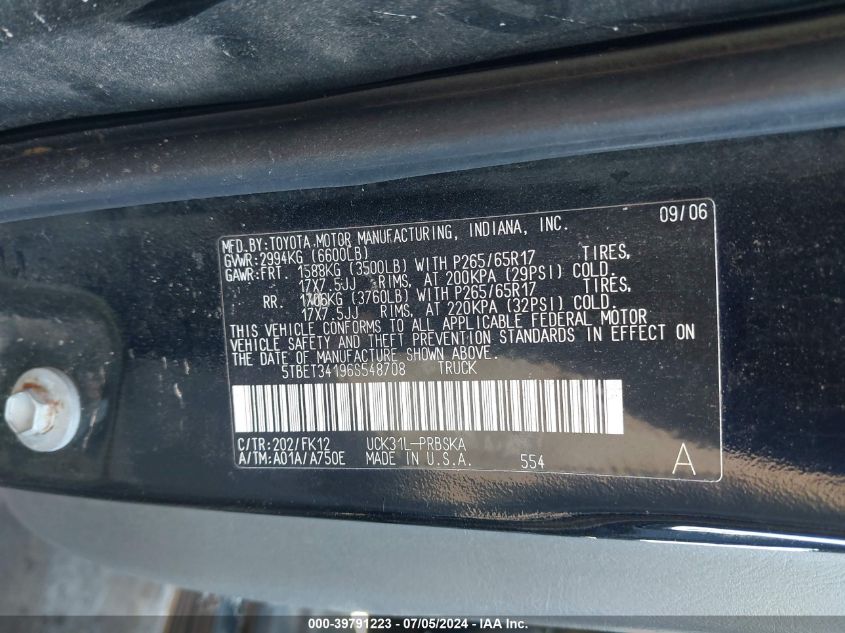 09/06
MFD.BY:TOYOTA MOTOR MANUFACTURING, INDIANA, INC.
GVWR:2994KG (6600LB)
GAWR:FRT. 1588KG (3500LB) WITH P265/65R17 TIRES,
17X7.5JJ RIMS, AT 200KPA (29PSI) COLD.
RR. 1706KG (3760LB) WITH P265/65R17 TIRES,
17X7.5JJ RIMS, AT 220KPA (32PSI) COLD.
THIS VEHICLE CONFORMS TO ALL APPLICABLE FEDERAL MOTOR
VEHICLE SAFETY AND THEFT PREVENTION STANDARDS IN EFFECT ON
THE DATE OF MANUFACTURE SHOWN ABOVE.
5TBET34196S548708 TRUCK
C/TR:202/FK12 UCK31L-PRBSKA
A/TM:A01A/A750E MADE IN U.S.A. 554 A
000-39791223 - 07/05/2024 - IAA Inc.